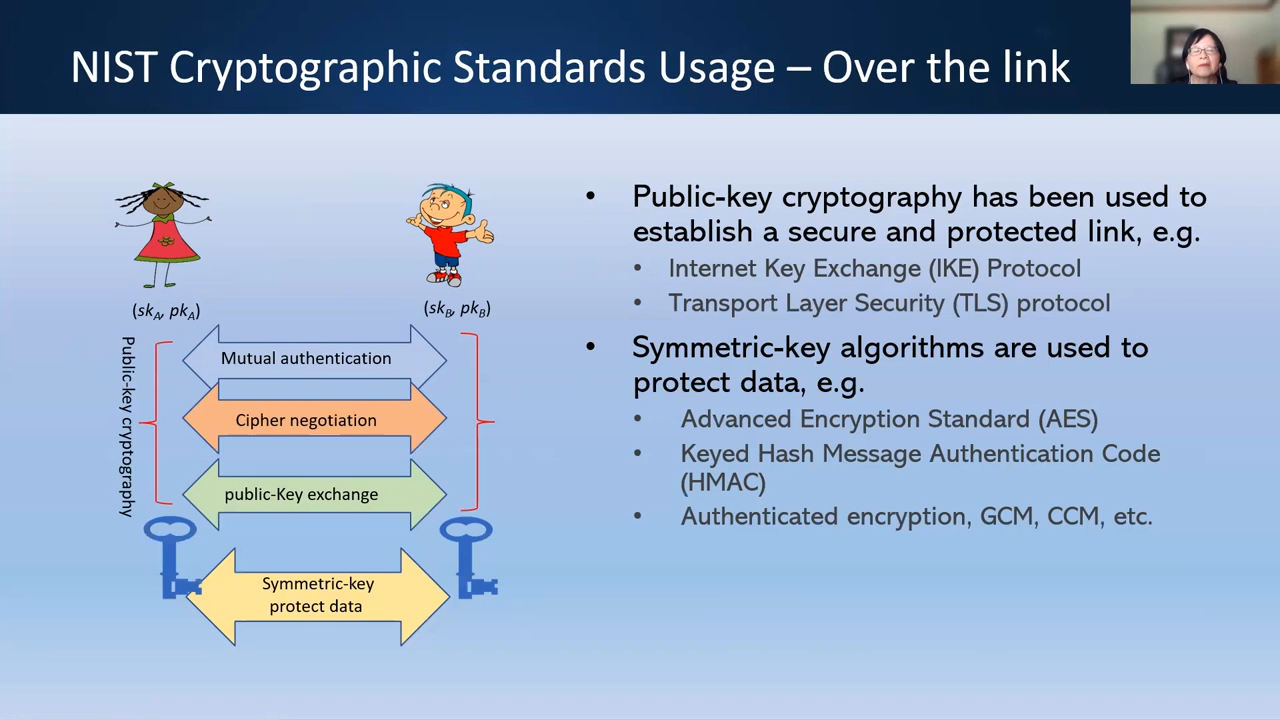 NIST Cryptographic Standards Usage – Over the link
(skA, pkA)
(skB, pkB)
Public-key cryptography
Mutual authentication
Cipher negotiation
public-Key exchange
Symmetric-key
protect data
• Public-key cryptography has been used to
establish a secure and protected link, e.g.
• Internet Key Exchange (IKE) Protocol
• Transport Layer Security (TLS) protocol
• Symmetric-key algorithms are used to
protect data, e.g.
• Advanced Encryption Standard (AES)
• Keyed Hash Message Authentication Code
(HMAC)
• Authenticated encryption, GCM, CCM, etc.